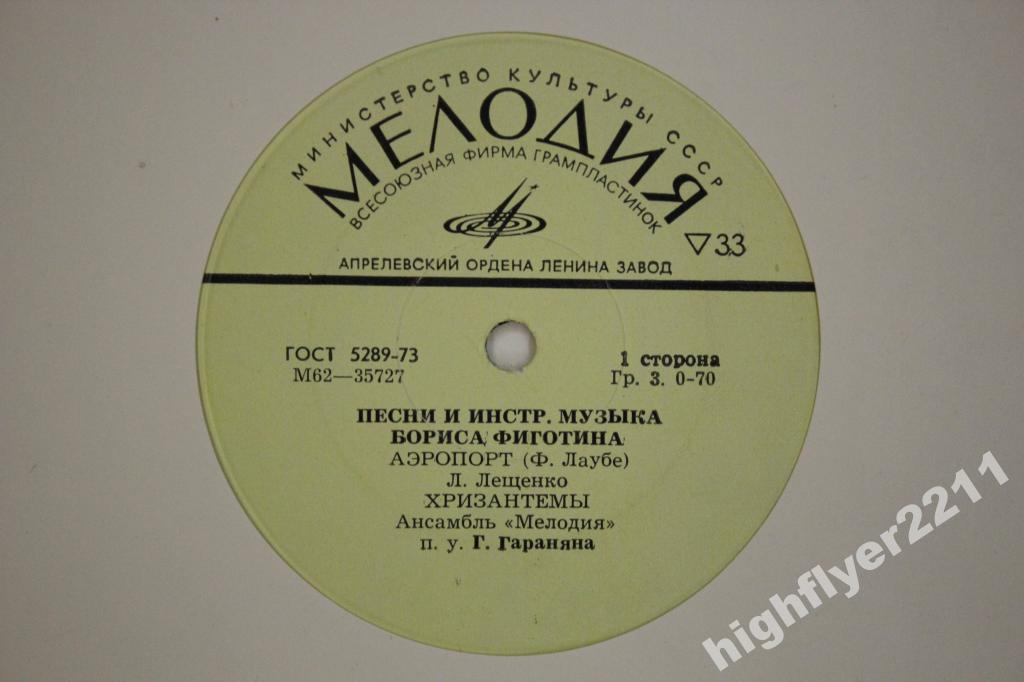 МИНИСТЕРСТВО КУЛЬТУРЫ СССР
МЕЛОДИЯ
ВСЕСОЮЗНАЯ ФИРМА ГРАМПЛАСТИНОК
▽33
АПРЕЛЕВСКИЙ ОРДЕНА ЛЕНИНА ЗАВОД
ГОСТ 5289-73
М62—35727
1 сторона
Гр. 3. 0-70
ПЕСНИ И ИНСТР. МУЗЫКА
БОРИСА ФИГОТИНА
АЭРОПОРТ (Ф. Лаубе)
Л. Лещенко
ХРИЗАНТЕМЫ
Ансамбль «Мелодия»
п. у. Г. Гараняна
highflyer2211